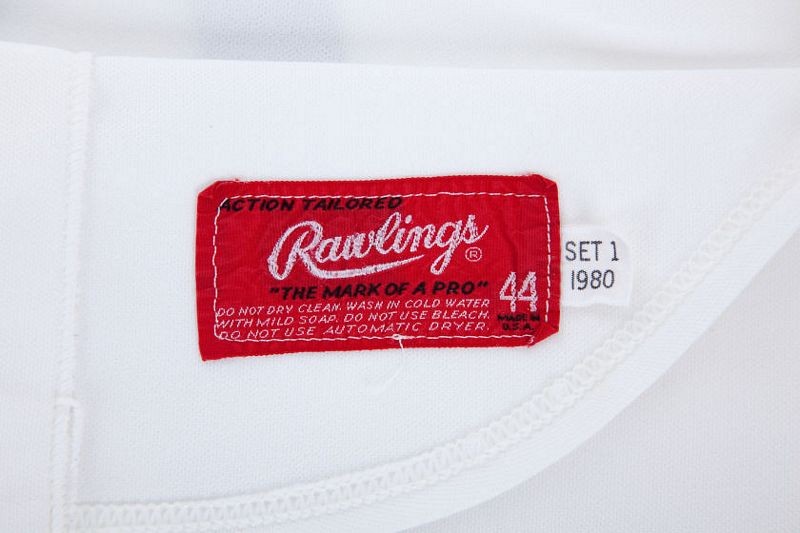 ACTION TAILORED
Rawlings®
"THE MARK OF A PRO"
44
DO NOT DRY CLEAN. WASH IN COLD WATER
WITH MILD SOAP. DO NOT USE BLEACH.
DO NOT USE AUTOMATIC DRYER.
MADE IN
U.S.A.
SET 1
1980